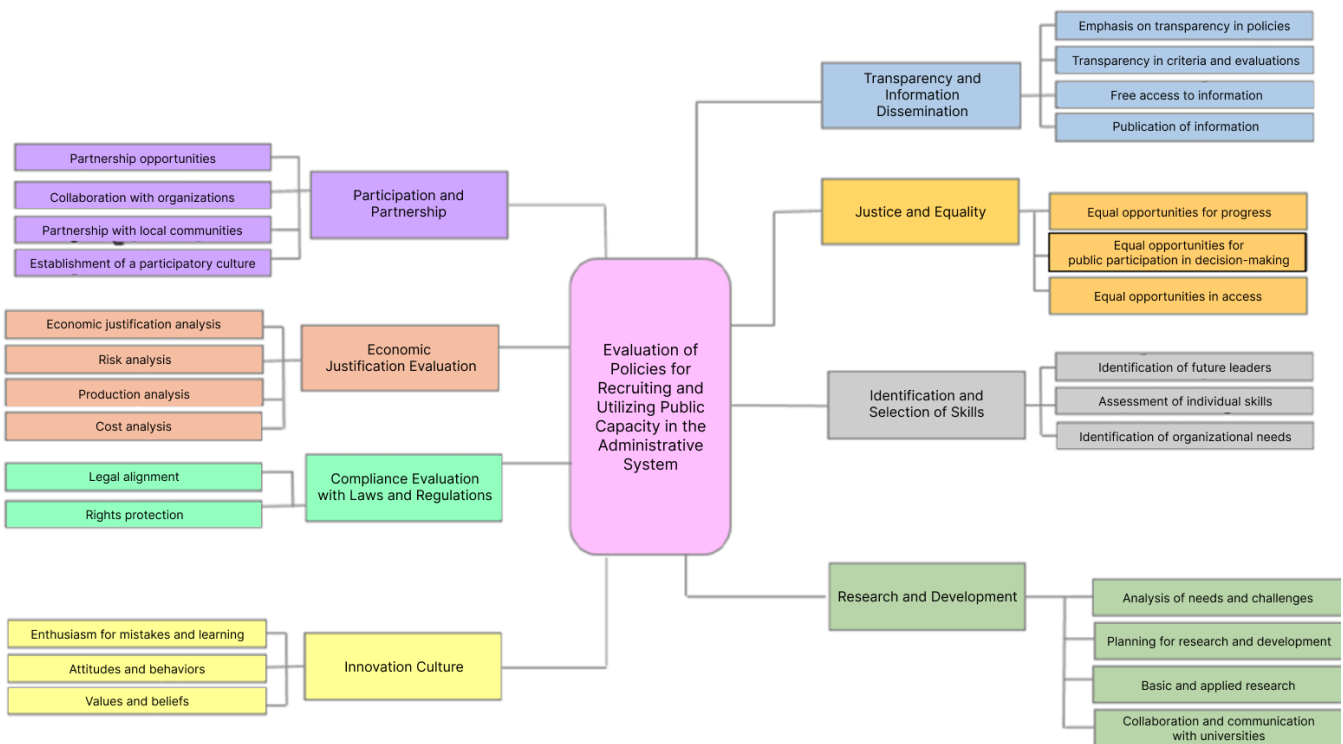 Evaluation of
Policies for
Recruiting and
Utilizing Public
Capacity in the
Administrative
System
Participation and
Partnership
Partnership opportunities
Collaboration with organizations
Partnership with local communities
Establishment of a participatory culture
Economic
Justification Evaluation
Economic justification analysis
Risk analysis
Production analysis
Cost analysis
Compliance Evaluation
with Laws and Regulations
Legal alignment
Rights protection
Innovation Culture
Enthusiasm for mistakes and learning
Attitudes and behaviors
Values and beliefs
Transparency and
Information
Dissemination
Emphasis on transparency in policies
Transparency in criteria and evaluations
Free access to information
Publication of information
Justice and Equality
Equal opportunities for progress
Equal opportunities for
public participation in decision-making
Equal opportunities in access
Identification and
Selection of Skills
Identification of future leaders
Assessment of individual skills
Identification of organizational needs
Research and Development
Analysis of needs and challenges
Planning for research and development
Basic and applied research
Collaboration and communication
with universities